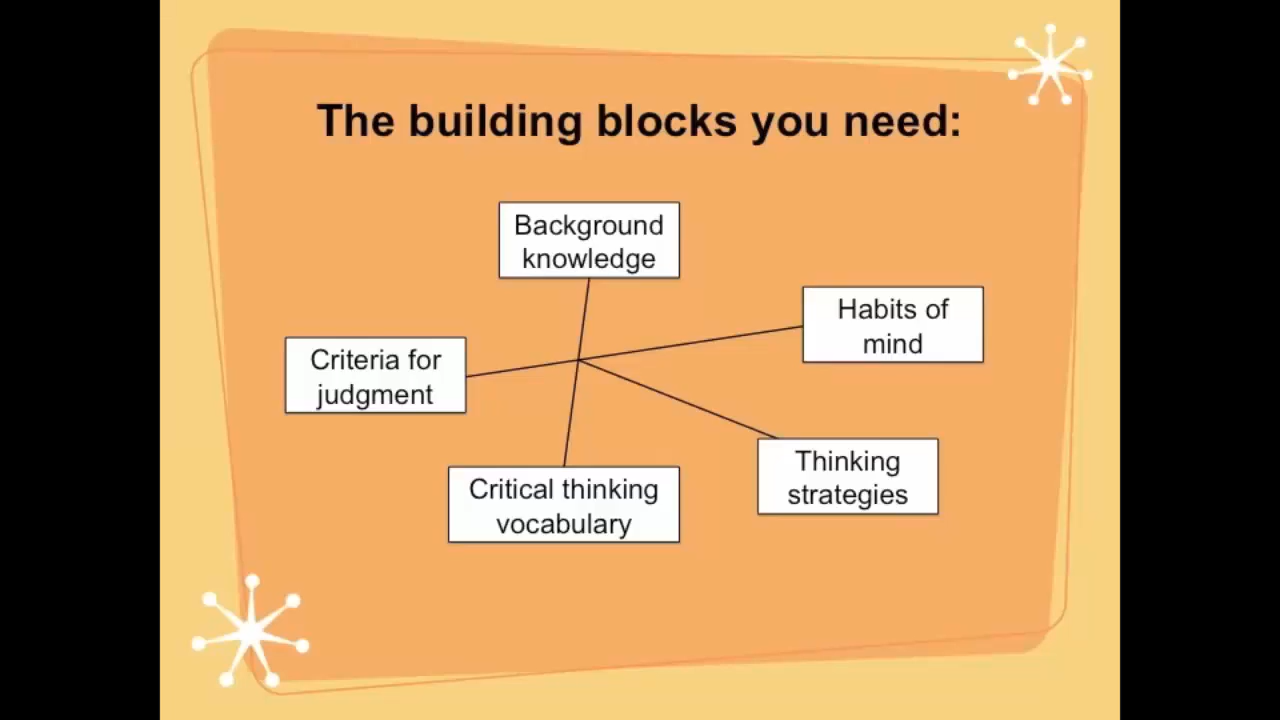 The building blocks you need:
Background
knowledge
Habits of
mind
Criteria for
judgment
Thinking
strategies
Critical thinking
vocabulary